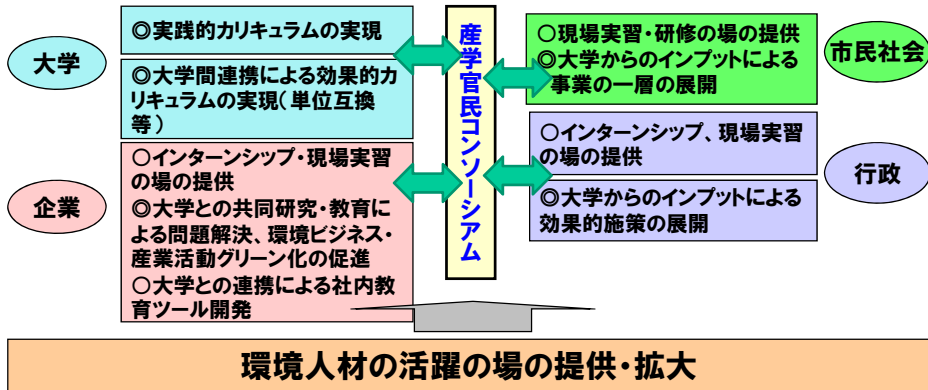 大学
◎実践的カリキュラムの実現
◎大学間連携による効果的カ
リキュラムの実現(単位互換
等)
企業
○インターンシップ・現場実習
の場の提供
◎大学との共同研究・教育に
よる問題解決、環境ビジネス・
産業活動グリーン化の促進
○大学との連携による社内教
育ツール開発
産学官民コンソーシアム
○現場実習・研修の場の提供
◎大学からのインプットによる
事業の一層の展開
市民社会
○インターンシップ、現場実習
の場の提供
◎大学からのインプットによる
効果的施策の展開
行政
環境人材の活躍の場の提供・拡大